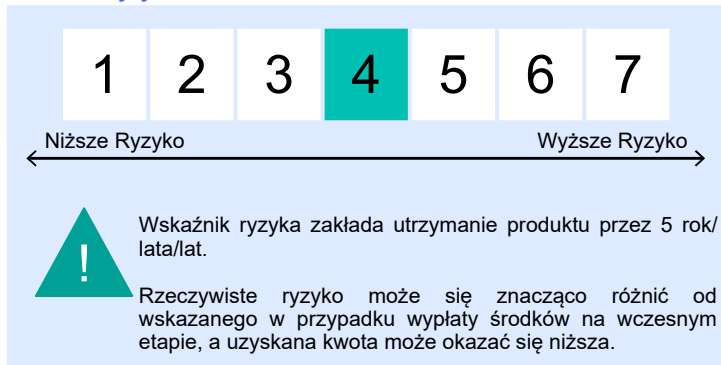 1 2 3 4 5 6 7
Niższe Ryzyko Wyższe Ryzyko
!
Wskaźnik ryzyka zakłada utrzymanie produktu przez 5 rok/
lata/lat.
Rzeczywiste ryzyko może się znacząco różnić od
wskazanego w przypadku wypłaty środków na wczesnym
etapie, a uzyskana kwota może okazać się niższa.